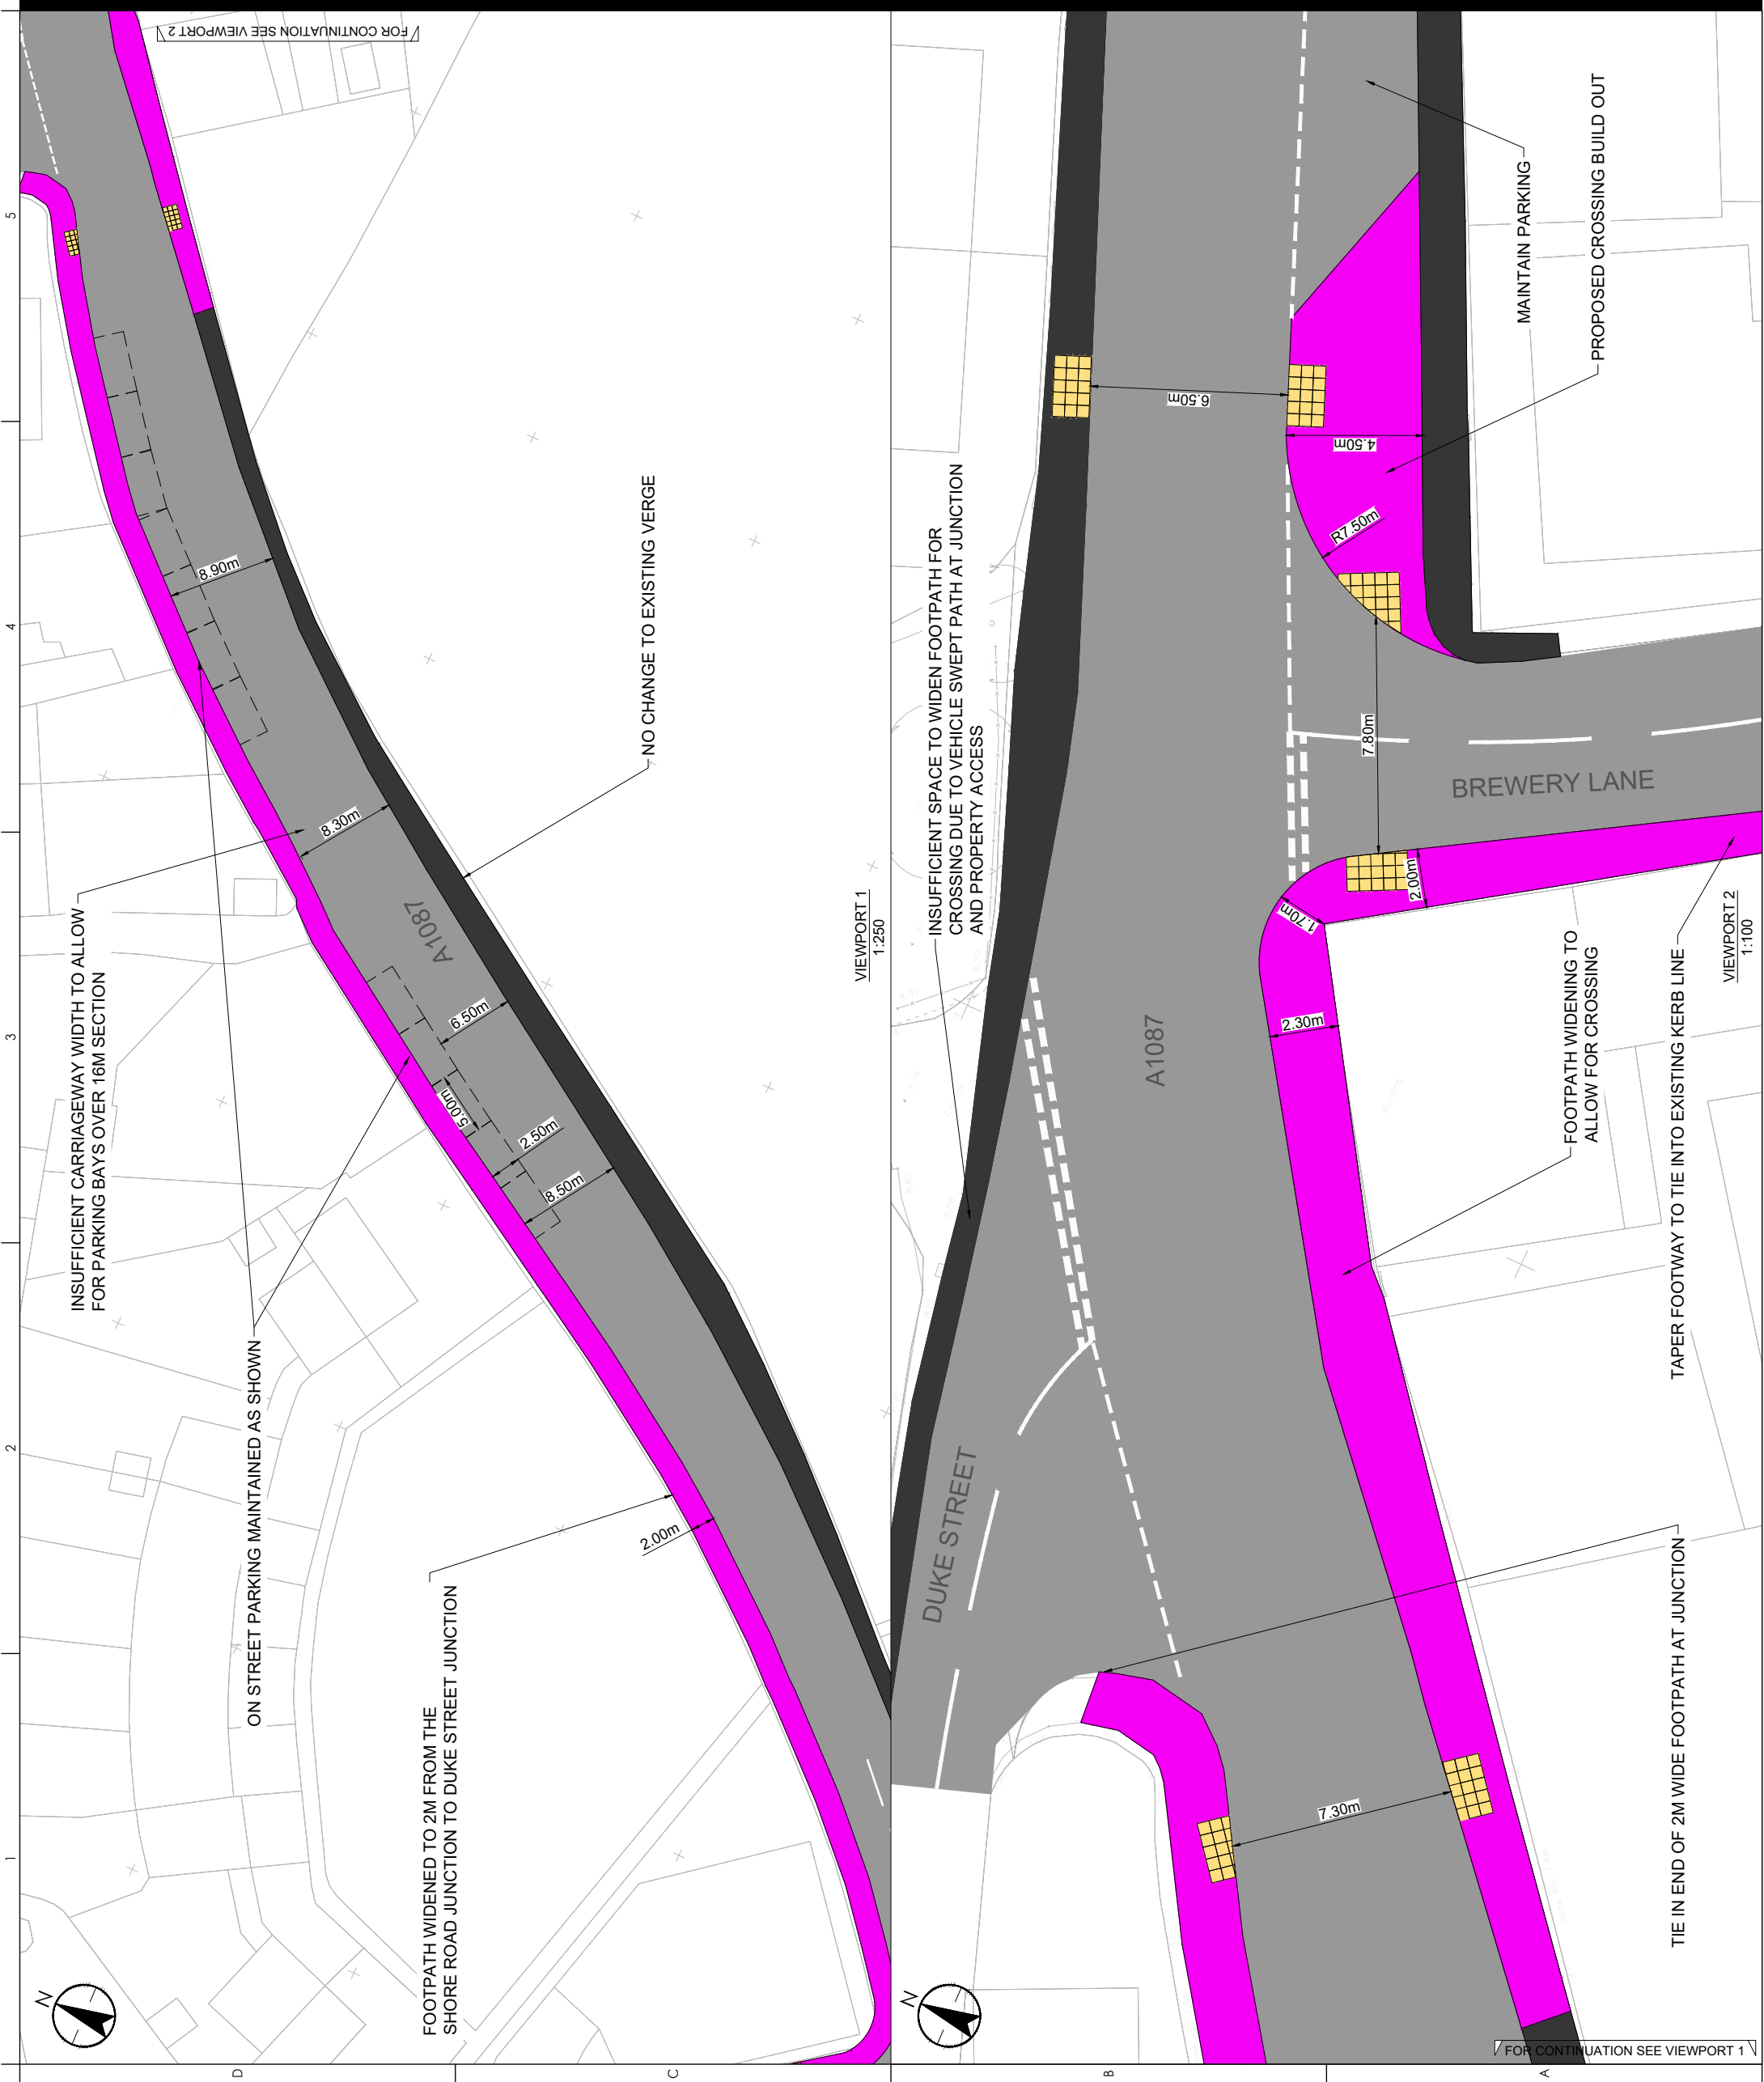 FOR CONTINUATION SEE VIEWPORT 2
N
INSUFFICIENT CARRIAGEWAY WIDTH TO ALLOW
FOR PARKING BAYS OVER 16M SECTION
ON STREET PARKING MAINTAINED AS SHOWN
FOOTPATH WIDENED TO 2M FROM THE
SHORE ROAD JUNCTION TO DUKE STREET JUNCTION
NO CHANGE TO EXISTING VERGE
A1087
8.90m
8.30m
6.50m
5.00m
2.50m
8.50m
2.00m
VIEWPORT 1
1:250
N
INSUFFICIENT SPACE TO WIDEN FOOTPATH FOR
CROSSING DUE TO VEHICLE SWEPT PATH AT JUNCTION
AND PROPERTY ACCESS
DUKE STREET
A1087
BREWERY LANE
6.50m
4.50m
R7.50m
7.80m
2.00m
1.70m
2.30m
7.30m
MAINTAIN PARKING
PROPOSED CROSSING BUILD OUT
FOOTPATH WIDENING TO
ALLOW FOR CROSSING
TAPER FOOTWAY TO TIE INTO EXISTING KERB LINE
TIE IN END OF 2M WIDE FOOTPATH AT JUNCTION
VIEWPORT 2
1:100
FOR CONTINUATION SEE VIEWPORT 1
1
2
3
4
5
D
C
B
A